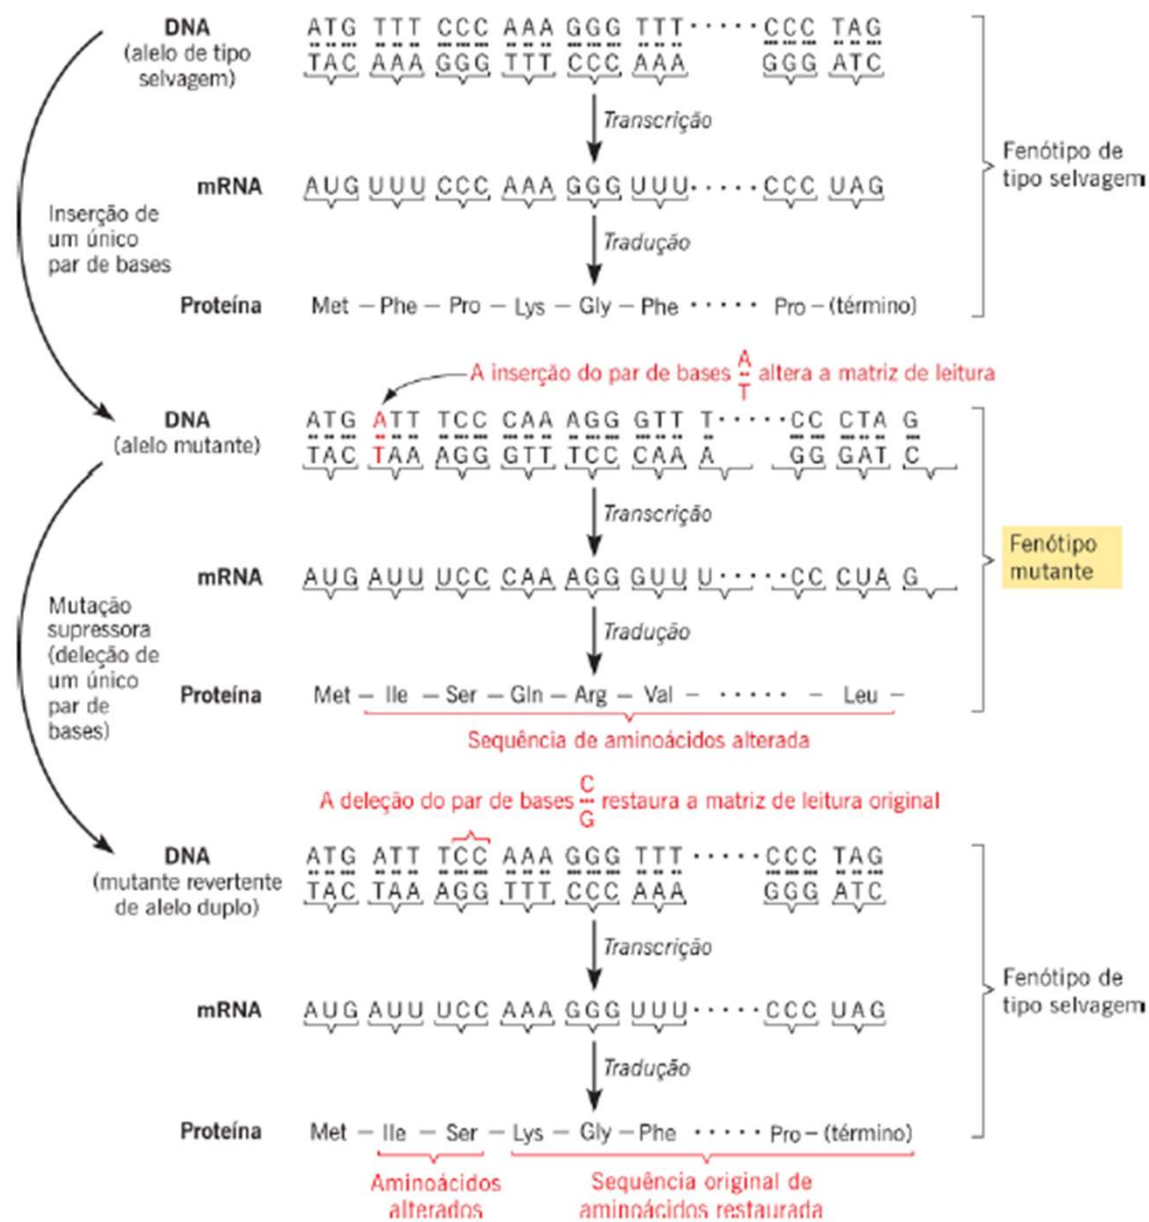 DNA
(alelo de tipo
selvagem)
ATG TTT CCC AAA GGG TTT·····CCC TAG
TAC AAA GGG TTT CCC AAA GGG ATC
Transcrição
Fenótipo de
tipo selvagem
mRNA
AUG UUU CCC AAA GGG UUU·····CCC UAG
Inserção de
um único
par de bases
Tradução
Proteína
Met – Phe – Pro – Lys – Gly – Phe ····· Pro – (término)
A inserção do par de bases A T altera a matriz de leitura
DNA
(alelo mutante)
ATG ATT TCC CAA AGG GTT T·····CC CTAG
TAC TAA AGG GTT TCC CAA A GG GAT C
Transcrição
Fenótipo
mutante
mRNA
AUG AUU UCC CAA AGG GUU U·····CC CUA G
Mutação
supressora
(deleção de
um único
par de
bases)
Tradução
Proteína
Met – Ile – Ser – Gln – Arg – Val – ····· – Leu –
Sequência de aminoácidos alterada
A deleção do par de bases C G restaura a matriz de leitura original
DNA
(mutante revertente
de alelo duplo)
ATG ATT TCC AAA GGG TTT·····CCC TAG
TAC TAA AGG TTT CCC AAA GGG ATC
Transcrição
Fenótipo de
tipo selvagem
mRNA
AUG AUU UCC AAA GGG UUU·····CCC UAG
Tradução
Proteína
Met – Ile – Ser – Lys – Gly – Phe ····· Pro – (término)
Aminoácidos
alterados
Sequência original de
aminoácidos restaurada